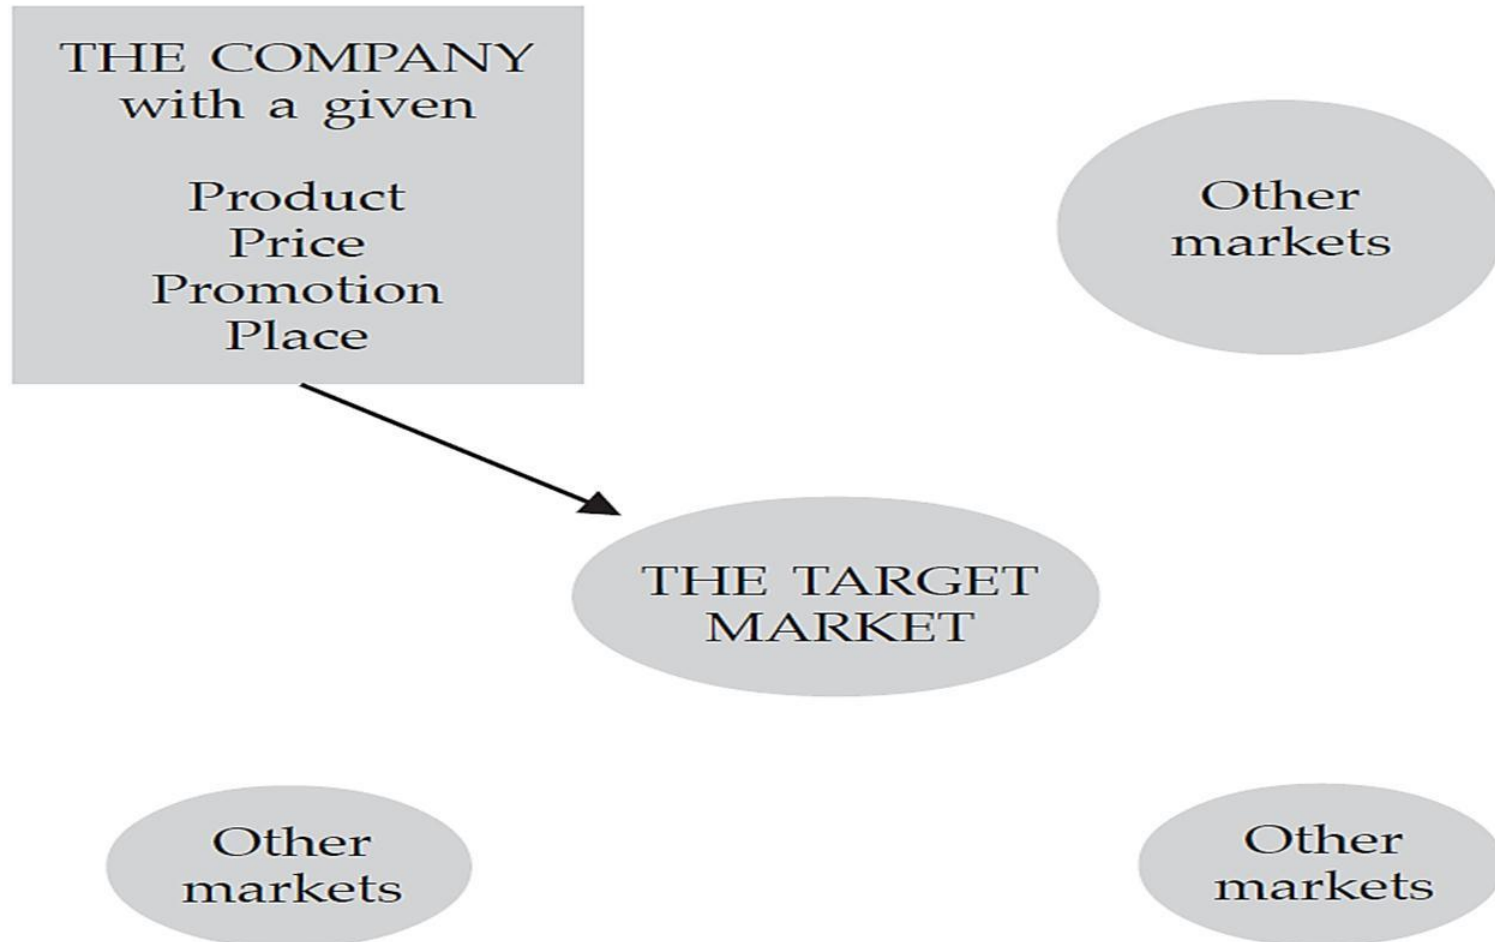 THE COMPANY
with a given
Product
Price
Promotion
Place
Other
markets
THE TARGET
MARKET
Other
markets
Other
markets